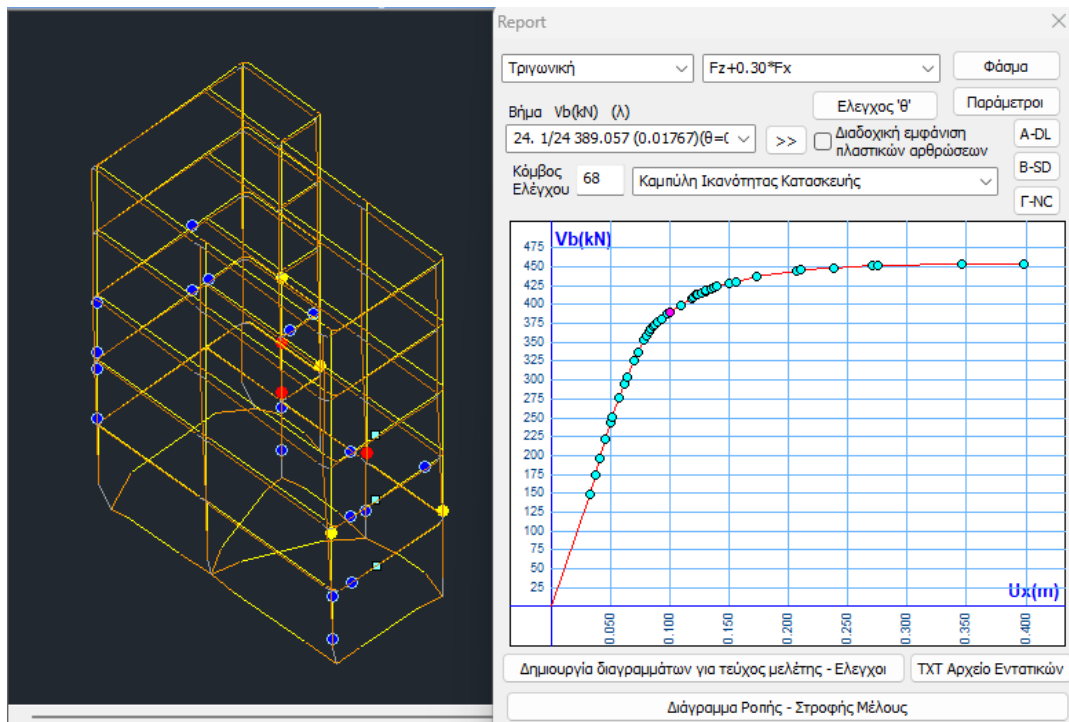 Report
Τριγωνική
Fz+0.30*Fx
Φάσμα
Βήμα Vb(kN) (λ)
Ελεγχος 'θ'
Παράμετροι
24. 1/24 389.057 (0.01767)(θ=
>>
Διαδοχική εμφάνιση
πλαστικών αρθρώσεων
A-DL
B-SD
Γ-NC
Κόμβος
Ελέγχου
68
Καμπύλη Ικανότητας Κατασκευής
Vb(kN)
475
450
425
400
375
350
325
300
275
250
225
200
175
150
125
100
75
50
25
Ux(m)
0.050
0.100
0.150
0.200
0.250
0.300
0.350
0.400
Δημιουργία διαγραμμάτων για τεύχος μελέτης - Ελεγχοι
TXT Αρχείο Εντατικών
Διάγραμμα Ροπής - Στροφής Μέλους